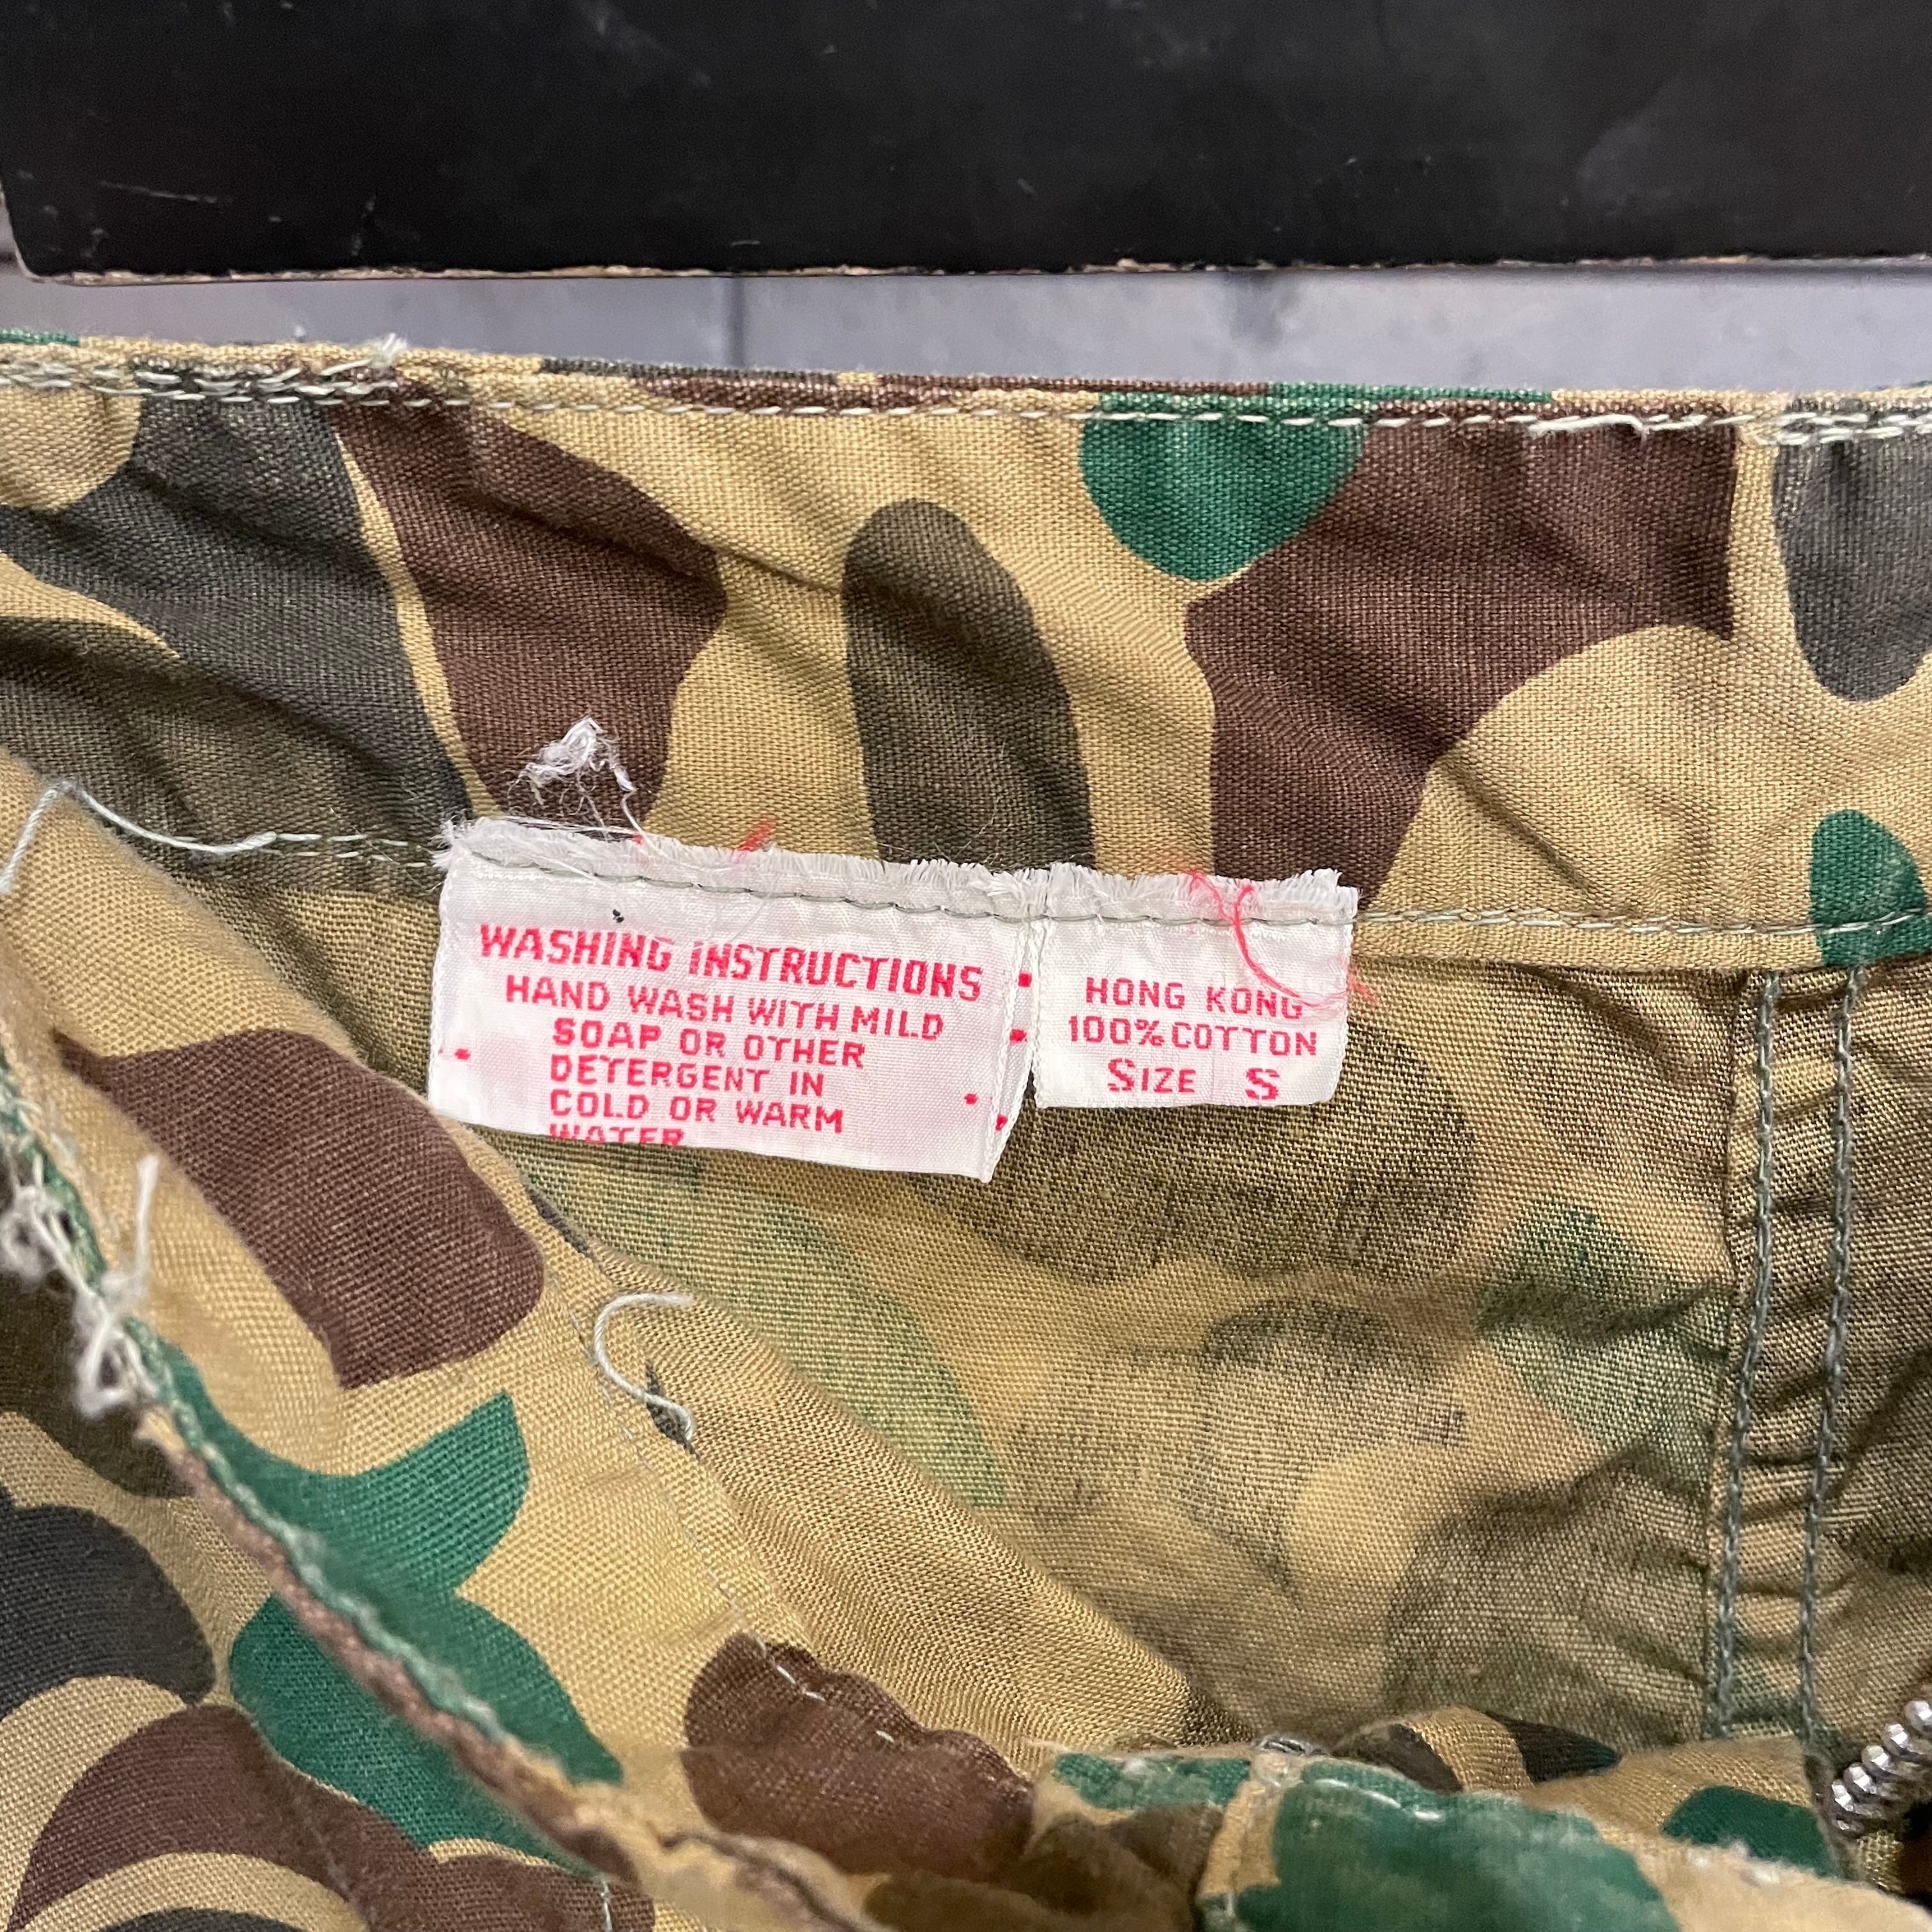 WASHING INSTRUCTIONS
HAND WASH WITH MILD
SOAP OR OTHER
DETERGENT IN
COLD OR WARM
WATER
HONG KONG
100% COTTON
SIZE S